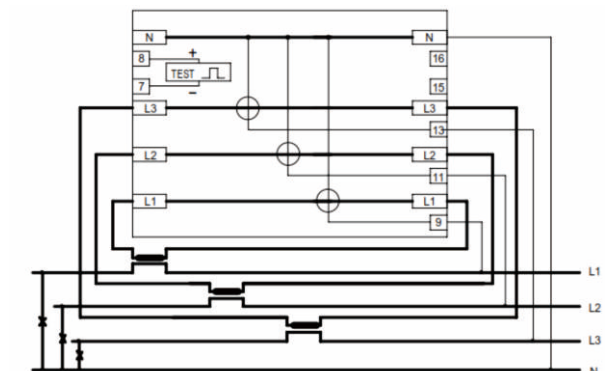 N N
8 + 16
TEST
7 − 15
L3 L3
13
L2 L2
11
L1 L1
9
L1
L2
L3
N